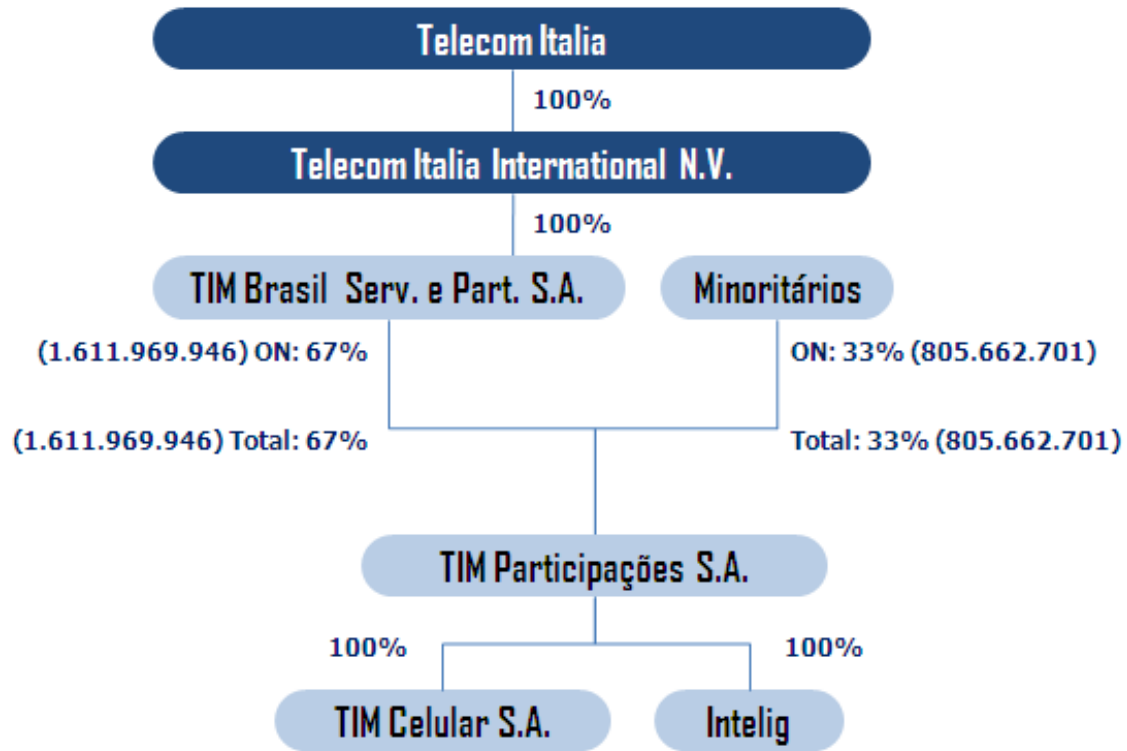 Telecom Italia
100%
Telecom Italia International N.V.
100%
TIM Brasil Serv. e Part. S.A.
Minoritários
(1.611.969.946) ON: 67%
ON: 33% (805.662.701)
(1.611.969.946) Total: 67%
Total: 33% (805.662.701)
TIM Participações S.A.
100%
100%
TIM Celular S.A.
Intelig